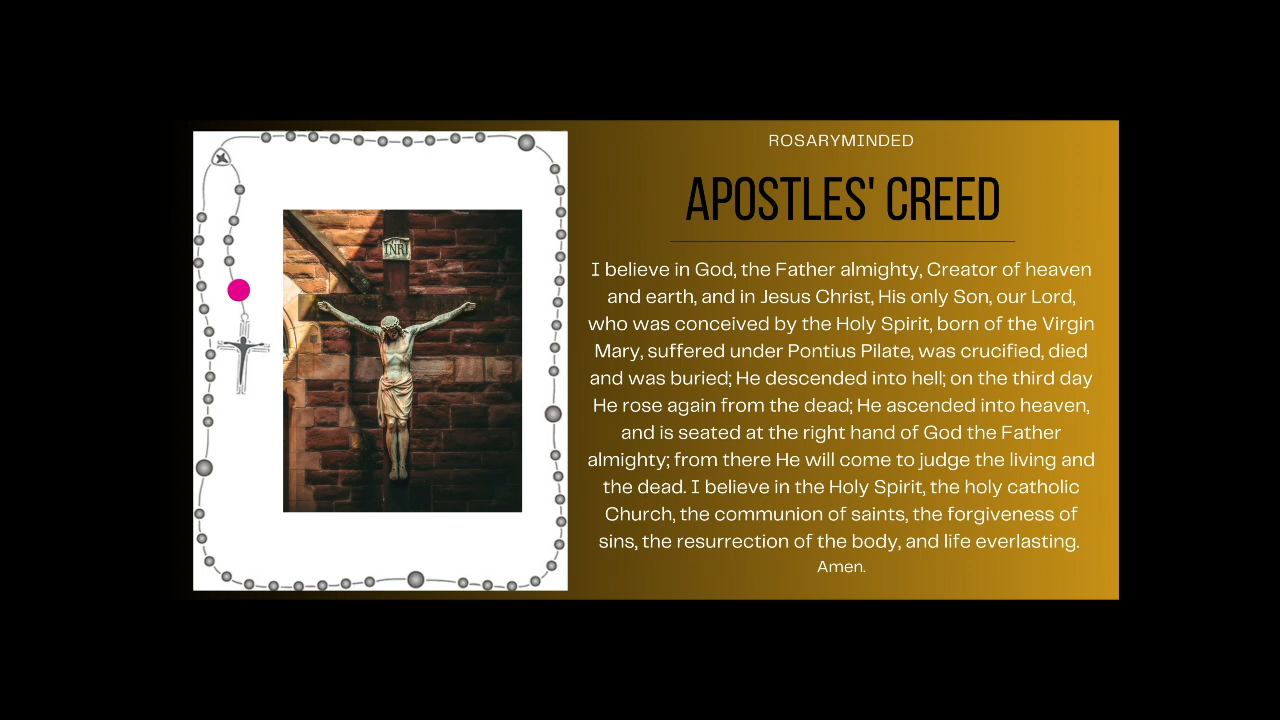 ROSARYMINDED
APOSTLES' CREED
INRI
I believe in God, the Father almighty, Creator of heaven
and earth, and in Jesus Christ, His only Son, our Lord,
who was conceived by the Holy Spirit, born of the Virgin
Mary, suffered under Pontius Pilate, was crucified, died
and was buried; He descended into hell; on the third day
He rose again from the dead; He ascended into heaven,
and is seated at the right hand of God the Father
almighty; from there He will come to judge the living and
the dead. I believe in the Holy Spirit, the holy catholic
Church, the communion of saints, the forgiveness of
sins, the resurrection of the body, and life everlasting.
Amen.